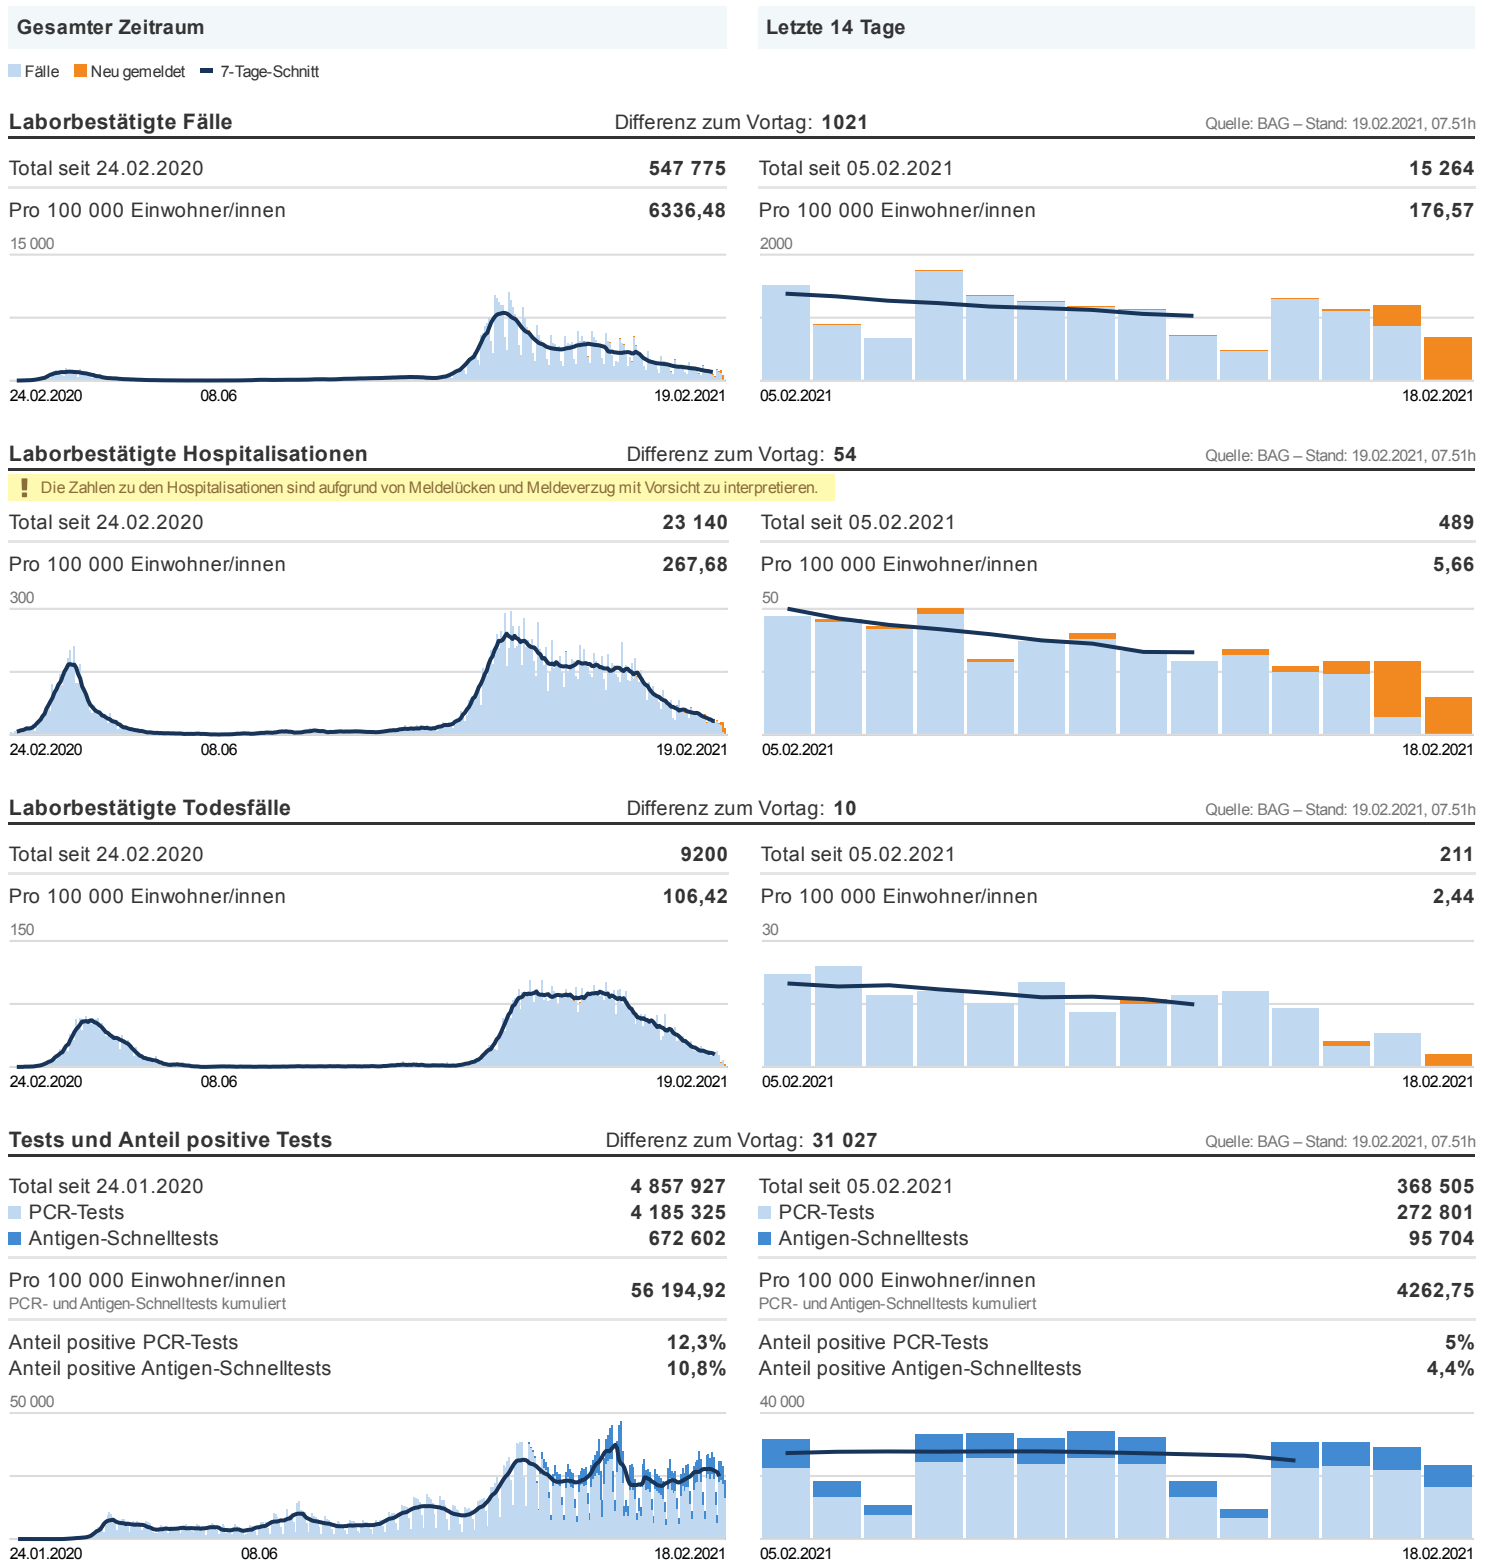 Gesamter Zeitraum
Letzte 14 Tage
Fälle Neu gemeldet 7-Tage-Schnitt
Laborbestätigte Fälle Differenz zum Vortag: 1021 Quelle: BAG – Stand: 19.02.2021, 07.51h
Total seit 24.02.2020 547 775
Pro 100 000 Einwohner/innen 6336,48
15 000
24.02.2020 08.06 19.02.2021
Total seit 05.02.2021 15 264
Pro 100 000 Einwohner/innen 176,57
2000
05.02.2021 18.02.2021
Laborbestätigte Hospitalisationen Differenz zum Vortag: 54 Quelle: BAG – Stand: 19.02.2021, 07.51h
! Die Zahlen zu den Hospitalisationen sind aufgrund von Meldelücken und Meldeverzug mit Vorsicht zu interpretieren.
Total seit 24.02.2020 23 140
Pro 100 000 Einwohner/innen 267,68
300
24.02.2020 08.06 19.02.2021
Total seit 05.02.2021 489
Pro 100 000 Einwohner/innen 5,66
50
05.02.2021 18.02.2021
Laborbestätigte Todesfälle Differenz zum Vortag: 10 Quelle: BAG – Stand: 19.02.2021, 07.51h
Total seit 24.02.2020 9200
Pro 100 000 Einwohner/innen 106,42
150
24.02.2020 08.06 19.02.2021
Total seit 05.02.2021 211
Pro 100 000 Einwohner/innen 2,44
30
05.02.2021 18.02.2021
Tests und Anteil positive Tests Differenz zum Vortag: 31 027 Quelle: BAG – Stand: 19.02.2021, 07.51h
Total seit 24.01.2020 4 857 927
PCR-Tests 4 185 325
Antigen-Schnelltests 672 602
Pro 100 000 Einwohner/innen 56 194,92
PCR- und Antigen-Schnelltests kumuliert
Anteil positive PCR-Tests 12,3%
Anteil positive Antigen-Schnelltests 10,8%
50 000
24.01.2020 08.06 18.02.2021
Total seit 05.02.2021 368 505
PCR-Tests 272 801
Antigen-Schnelltests 95 704
Pro 100 000 Einwohner/innen 4262,75
PCR- und Antigen-Schnelltests kumuliert
Anteil positive PCR-Tests 5%
Anteil positive Antigen-Schnelltests 4,4%
40 000
05.02.2021 18.02.2021